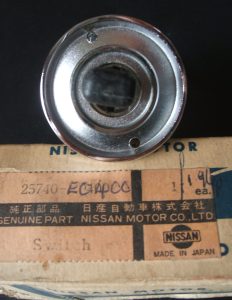 NISSAN MOTOR
25740-E4100
1 ea.
純正部品 日産自動車株式会社
GENUINE PART NISSAN MOTOR CO., LTD
Switch
NISSAN
MADE IN JAPAN